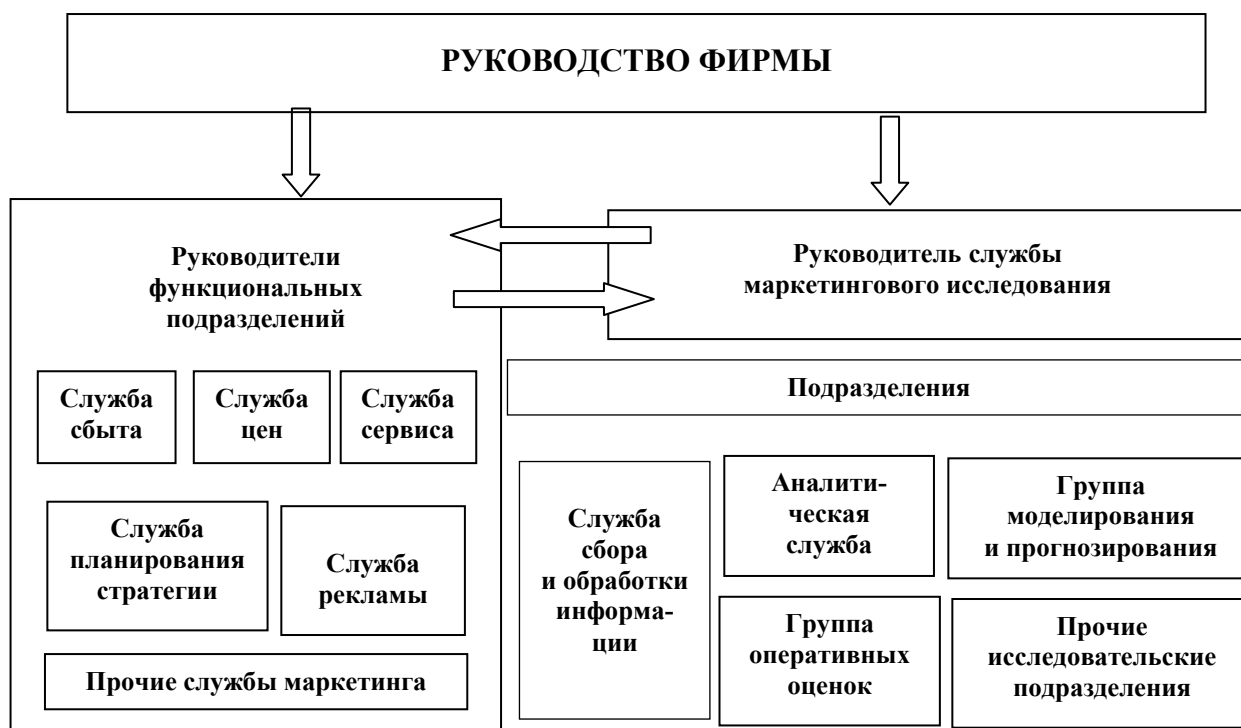 РУКОВОДСТВО ФИРМЫ
Руководители
функциональных
подразделений
Служба
сбыта
Служба
цен
Служба
сервиса
Служба
планирования
стратегии
Служба
рекламы
Прочие службы маркетинга
Руководитель службы
маркетингового исследования
Подразделения
Служба
сбора
и обработки
информа-
ции
Аналити-
ческая
служба
Группа
моделирования
и прогнозирования
Группа
оперативных
оценок
Прочие
исследовательские
подразделения